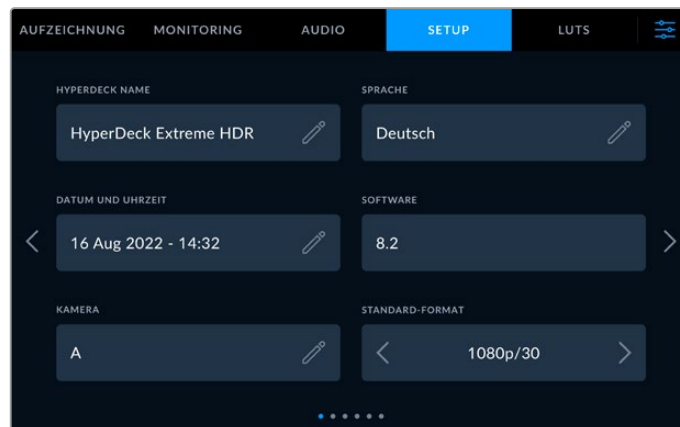 AUFZEICHNUNG MONITORING AUDIO SETUP LUTS
HYPERDECK NAME SPRACHE
HyperDeck Extreme HDR Deutsch
DATUM UND UHRZEIT SOFTWARE
16 Aug 2022 - 14:32 8.2
KAMERA STANDARD-FORMAT
A 1080p/30